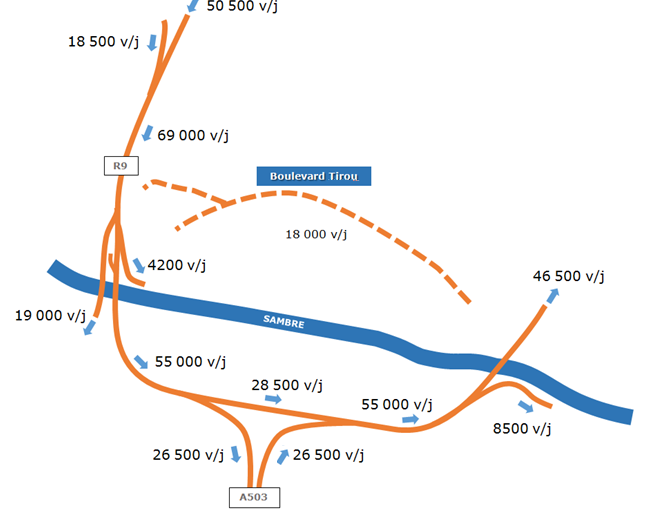 50 500 v/j
18 500 v/j
69 000 v/j
R9
Boulevard Tirou
18 000 v/j
4200 v/j
46 500 v/j
19 000 v/j
SAMBRE
55 000 v/j
28 500 v/j
55 000 v/j
8500 v/j
26 500 v/j
26 500 v/j
A503